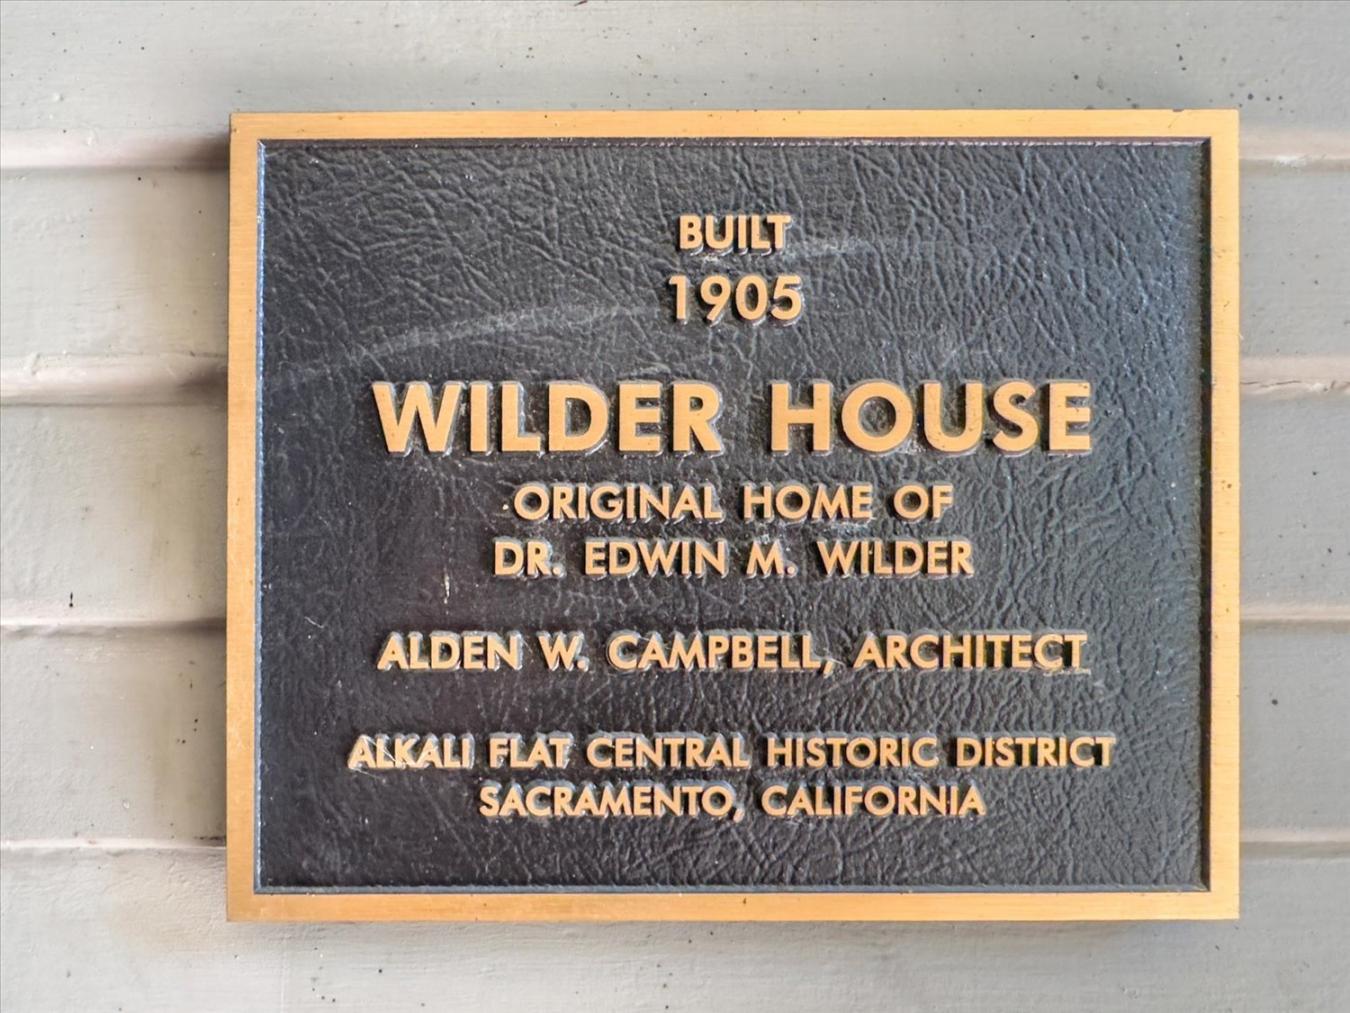 BUILT
1905
WILDER HOUSE
ORIGINAL HOME OF
DR. EDWIN M. WILDER
ALDEN W. CAMPBELL, ARCHITECT
ALKALI FLAT CENTRAL HISTORIC DISTRICT
SACRAMENTO, CALIFORNIA